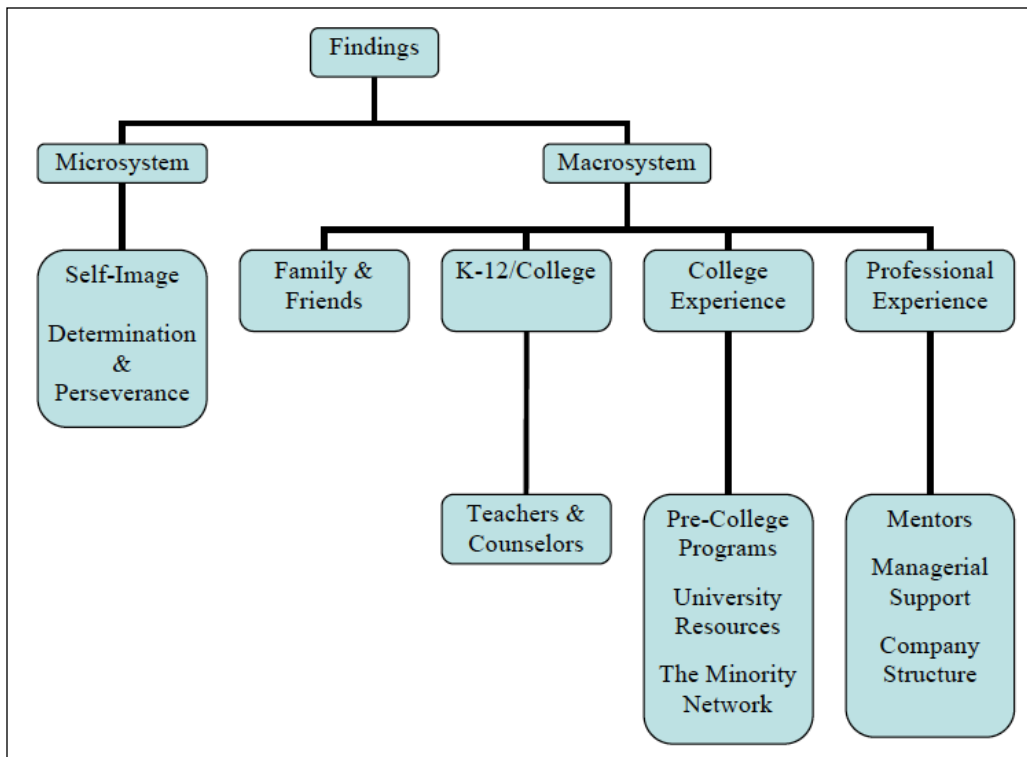 Findings
Microsystem
Macrosystem
Self-Image
Determination
&
Perseverance
Family &
Friends
K-12/College
College
Experience
Professional
Experience
Teachers &
Counselors
Pre-College
Programs
University
Resources
The Minority
Network
Mentors
Managerial
Support
Company
Structure